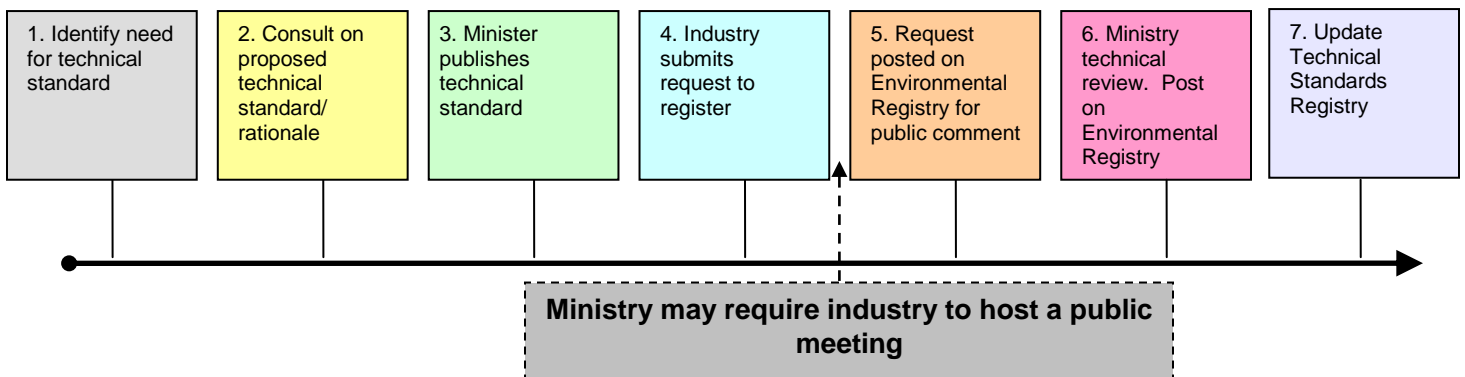 1. Identify need
for technical
standard
2. Consult on
proposed
technical
standard/
rationale
3. Minister
publishes
technical
standard
4. Industry
submits
request to
register
5. Request
posted on
Environmental
Registry for
public comment
6. Ministry
technical
review.  Post
on
Environmental
Registry
7. Update
Technical
Standards
Registry
Ministry may require industry to host a public
meeting